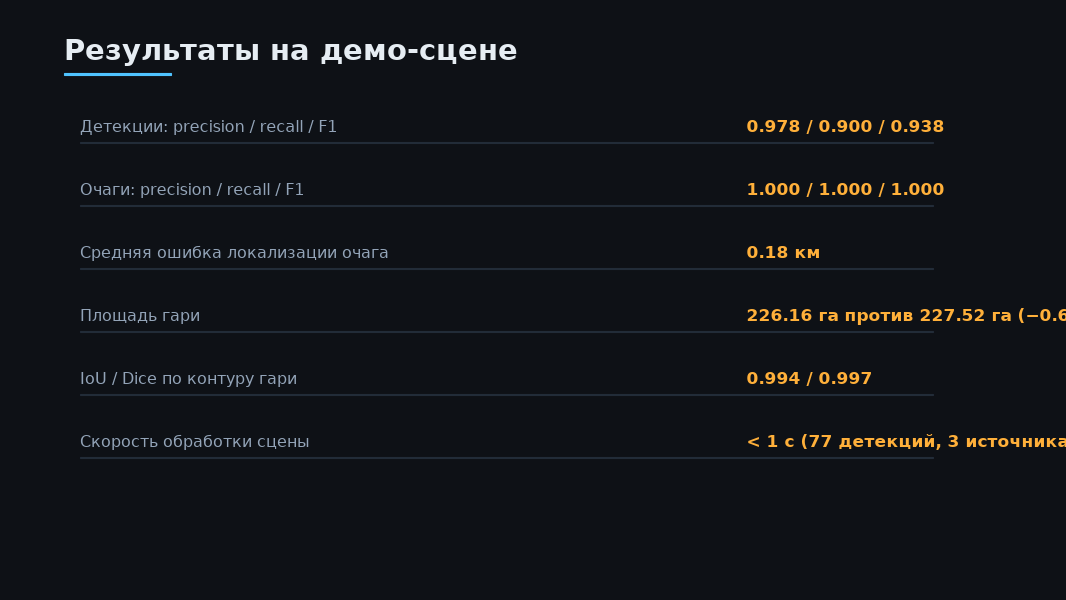 Результаты на демо-сцене
Детекции: precision / recall / F1 0.978 / 0.900 / 0.938
Очаги: precision / recall / F1 1.000 / 1.000 / 1.000
Средняя ошибка локализации очага 0.18 км
Площадь гари 226.16 га против 227.52 га (−0.6
IoU / Dice по контуру гари 0.994 / 0.997
Скорость обработки сцены < 1 с (77 детекций, 3 источника